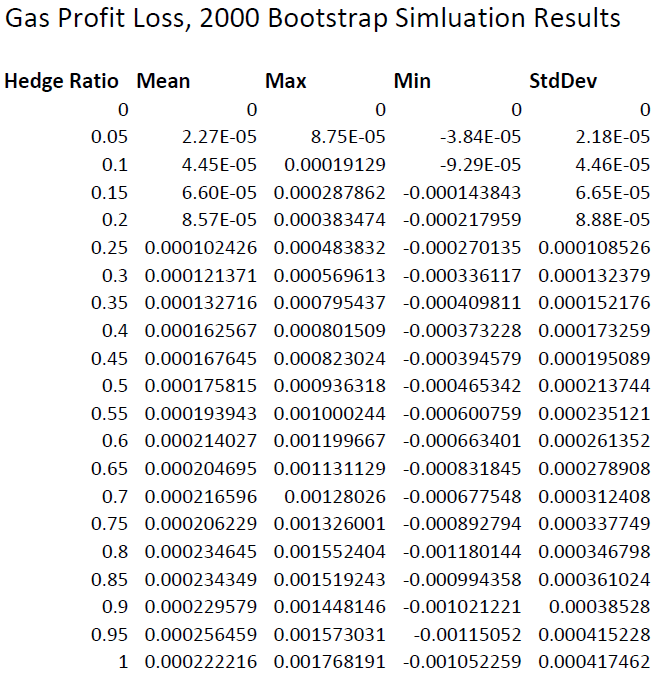 Gas Profit Loss, 2000 Bootstrap Simluation Results
Hedge Ratio Mean Max Min StdDev
0 0 0 0 0
0.05 2.27E-05 8.75E-05 -3.84E-05 2.18E-05
0.1 4.45E-05 0.00019129 -9.29E-05 4.46E-05
0.15 6.60E-05 0.000287862 -0.000143843 6.65E-05
0.2 8.57E-05 0.000383474 -0.000217959 8.88E-05
0.25 0.000102426 0.000483832 -0.000270135 0.000108526
0.3 0.000121371 0.000569613 -0.000336117 0.000132379
0.35 0.000132716 0.000795437 -0.000409811 0.000152176
0.4 0.000162567 0.000801509 -0.000373228 0.000173259
0.45 0.000167645 0.000823024 -0.000394579 0.000195089
0.5 0.000175815 0.000936318 -0.000465342 0.000213744
0.55 0.000193943 0.001000244 -0.000600759 0.000235121
0.6 0.000214027 0.001199667 -0.000663401 0.000261352
0.65 0.000204695 0.001131129 -0.000831845 0.000278908
0.7 0.000216596 0.00128026 -0.000677548 0.000312408
0.75 0.000206229 0.001326001 -0.000892794 0.000337749
0.8 0.000234645 0.001552404 -0.001180144 0.000346798
0.85 0.000234349 0.001519243 -0.000994358 0.000361024
0.9 0.000229579 0.001448146 -0.001021221 0.00038528
0.95 0.000256459 0.001573031 -0.00115052 0.000415228
1 0.000222216 0.001768191 -0.001052259 0.000417462